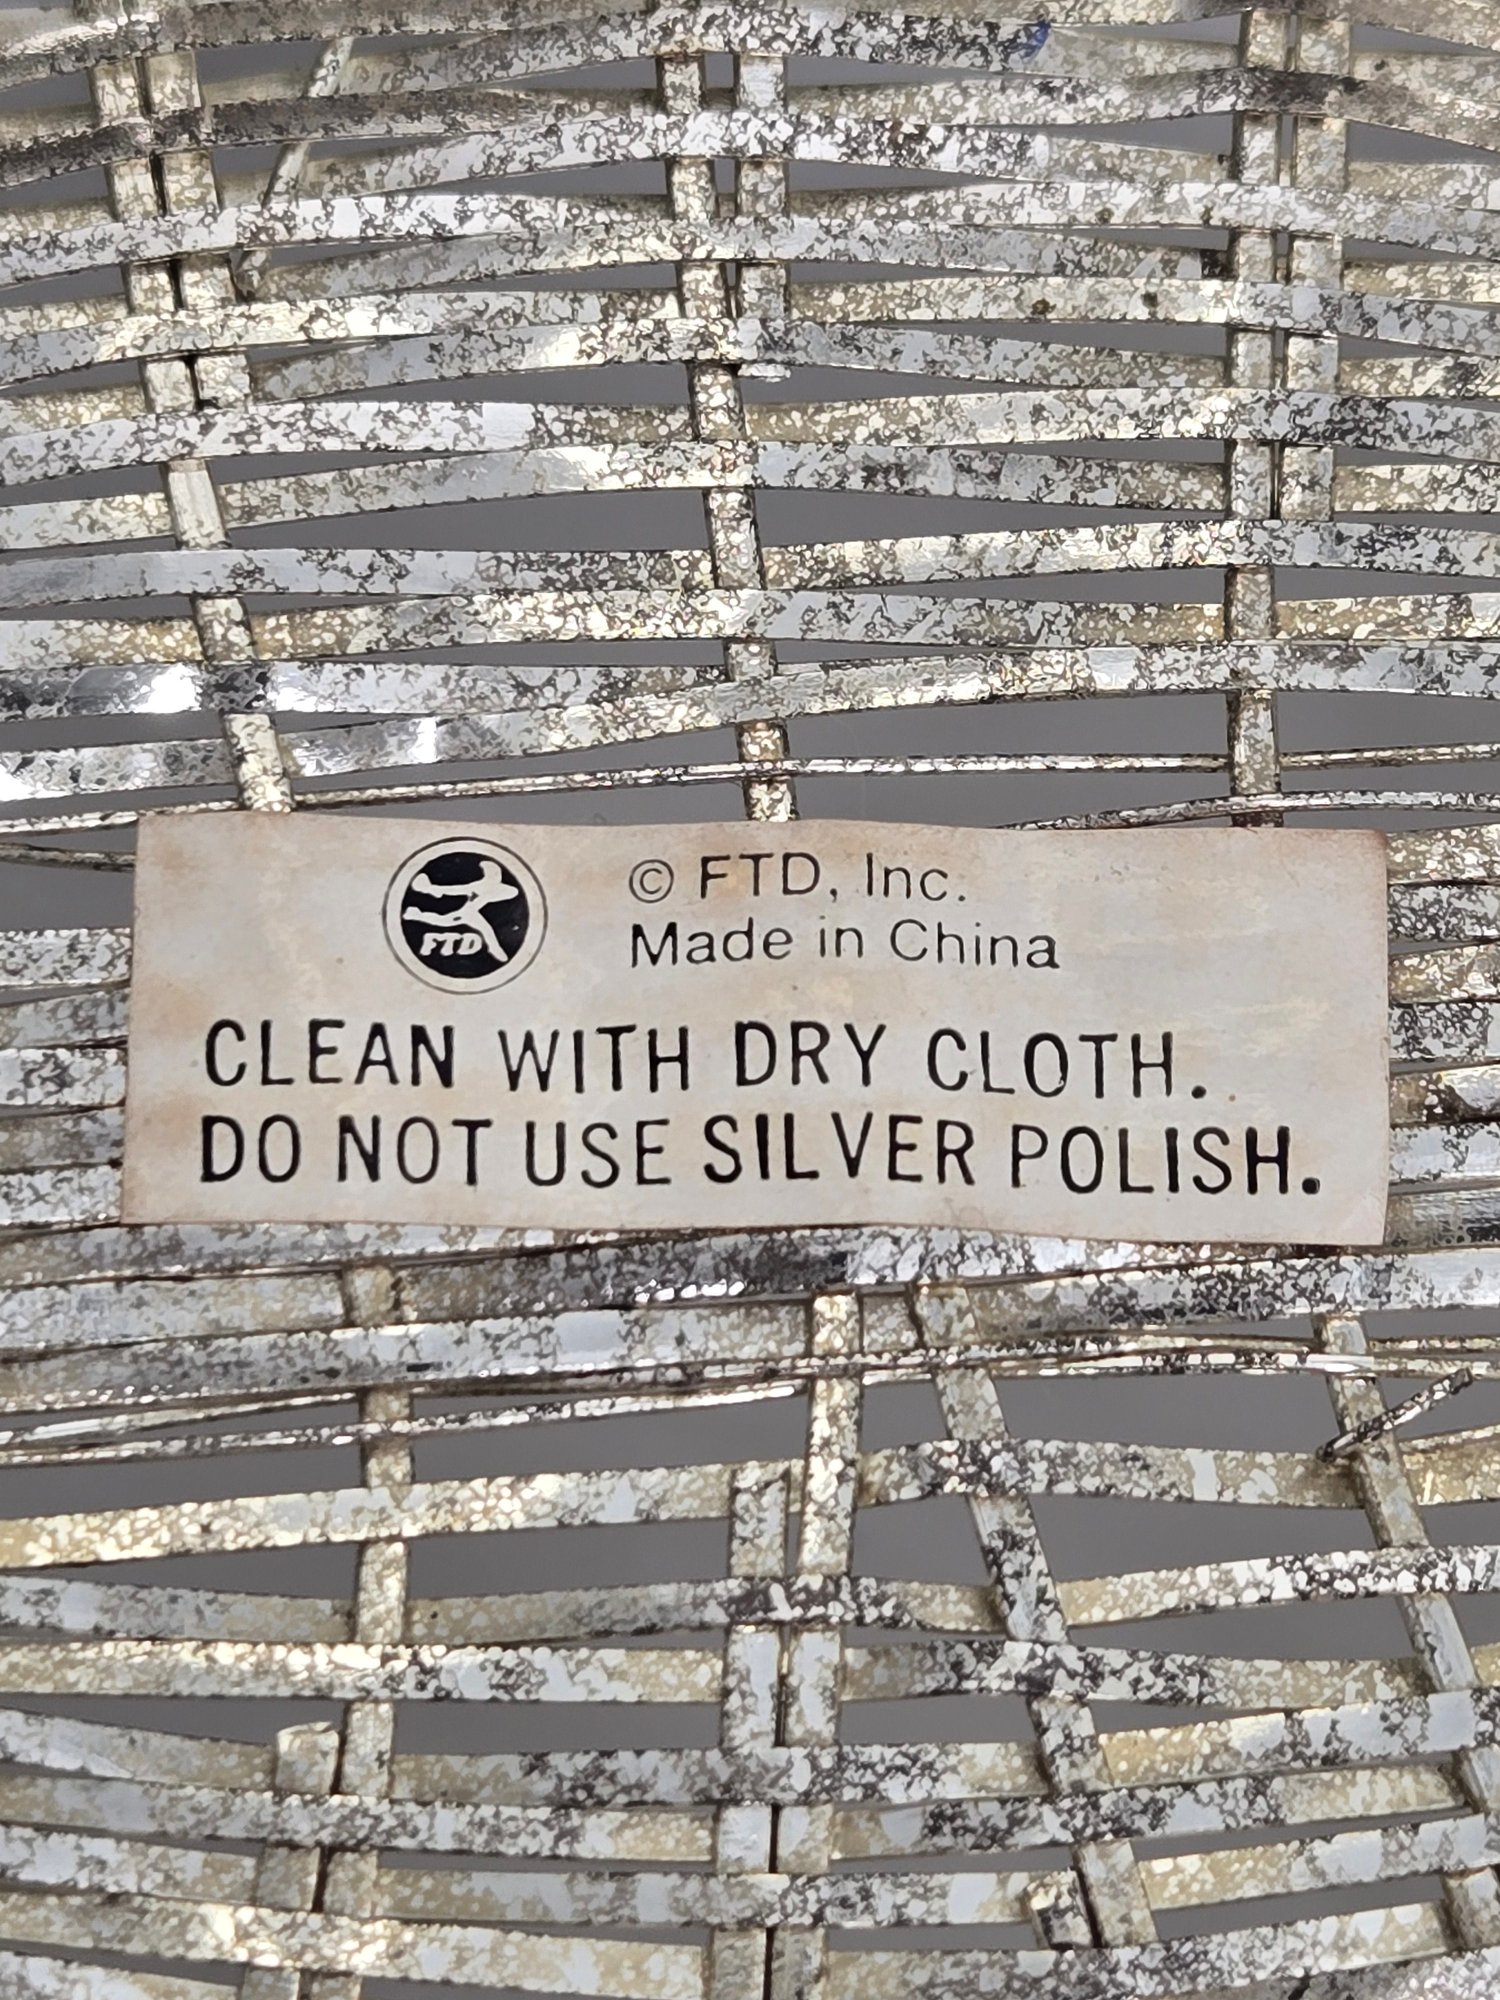 FTD
© FTD, Inc.
Made in China
CLEAN WITH DRY CLOTH.
DO NOT USE SILVER POLISH.